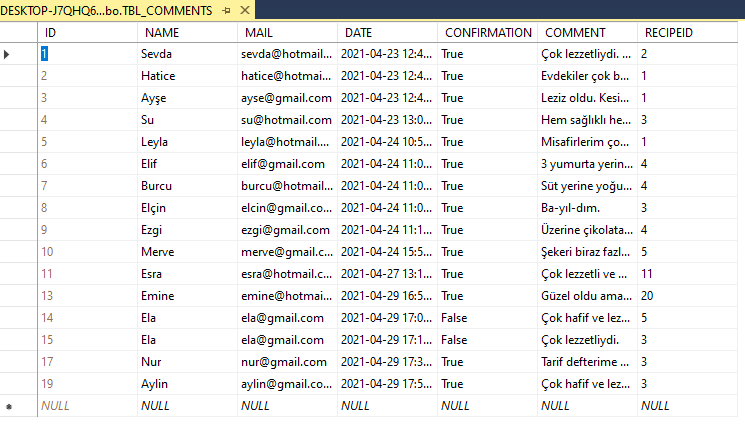 DESKTOP-J7QHQ6...bo.TBL_COMMENTS
ID NAME MAIL DATE CONFIRMATION COMMENT RECIPEID
1 Sevda sevda@hotmail... 2021-04-23 12:4... True Çok lezzetliydi. ... 2
2 Hatice hatice@hotmai... 2021-04-23 12:4... True Evdekiler çok b... 1
3 Ayşe ayse@gmail.com 2021-04-23 12:4... True Leziz oldu. Kesi... 1
4 Su su@hotmail.com 2021-04-23 13:0... True Hem sağlıklı he... 3
5 Leyla leyla@hotmail.... 2021-04-24 10:5... True Misafirlerim ço... 1
6 Elif elif@gmail.com 2021-04-24 11:0... True 3 yumurta yerin... 4
7 Burcu burcu@hotmail... 2021-04-24 11:0... True Süt yerine yoğu... 4
8 Elçin elcin@gmail.co... 2021-04-24 11:0... True Ba-yıl-dım. 3
9 Ezgi ezgi@gmail.com 2021-04-24 11:1... True Üzerine çikolata... 4
10 Merve merve@gmail.c... 2021-04-24 15:5... True Şekeri biraz fazl... 5
11 Esra esra@hotmail.c... 2021-04-27 13:1... True Çok lezzetli ve ... 11
13 Emine emine@hotmai... 2021-04-29 16:5... True Güzel oldu ama... 20
14 Ela ela@gmail.com 2021-04-29 17:0... False Çok hafif ve lez... 5
15 Ela ela@gmail.com 2021-04-29 17:1... False Çok lezzetliydi. 3
17 Nur nur@gmail.com 2021-04-29 17:3... True Tarif defterime ... 3
19 Aylin aylin@gmail.co... 2021-04-29 17:5... True Çok hafif ve lez... 3
NULL NULL NULL NULL NULL NULL NULL